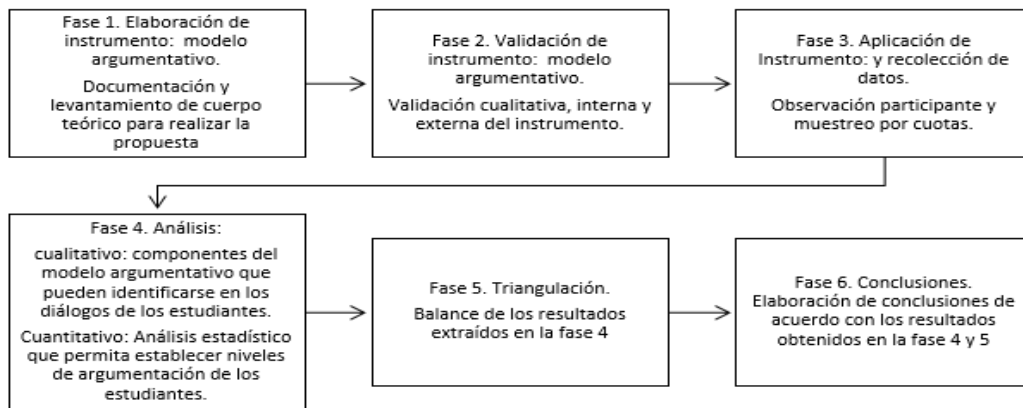 Fase 1. Elaboración de
instrumento: modelo
argumentativo.
Documentación y
levantamiento de cuerpo
teórico para realizar la
propuesta
Fase 2. Validación de
instrumento: modelo
argumentativo.
Validación cualitativa, interna y
externa del instrumento.
Fase 3. Aplicación de
Instrumento: y recolección de
datos.
Observación participante y
muestreo por cuotas.
Fase 4. Análisis:
cualitativo: componentes del
modelo argumentativo que
pueden identificarse en los
diálogos de los estudiantes.
Cuantitativo: Análisis estadístico
que permita establecer niveles
de argumentación de los
estudiantes.
Fase 5. Triangulación.
Balance de los resultados
extraídos en la fase 4
Fase 6. Conclusiones.
Elaboración de conclusiones de
acuerdo con los resultados
obtenidos en la fase 4 y 5